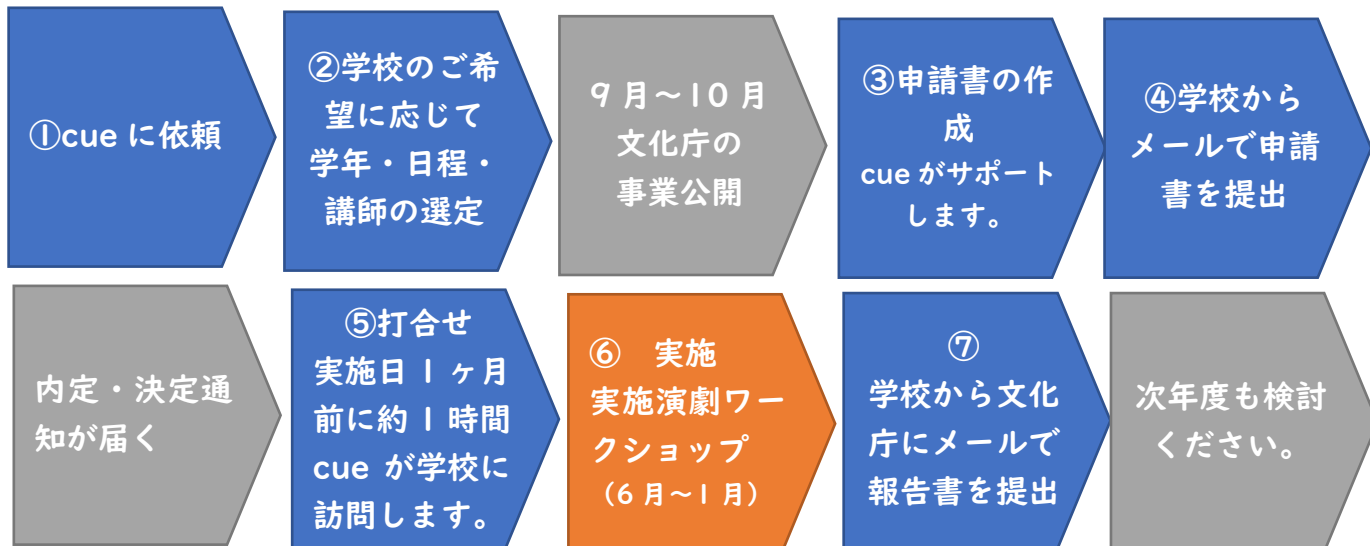 ①cue に依頼
②学校のご希
望に応じて
学年・日程・
講師の選定
9月～10月
文化庁の
事業公開
③申請書の作
成
cue がサポート
します。
④学校から
メールで申請
書を提出
内定・決定通
知が届く
⑤打合せ
実施日1ヶ月
前に約1時間
cue が学校に
訪問します。
⑥　実施
実施演劇ワー
クショップ
（6月～1月）
⑦
学校から文化
庁にメールで
報告書を提出
次年度も検討
ください。